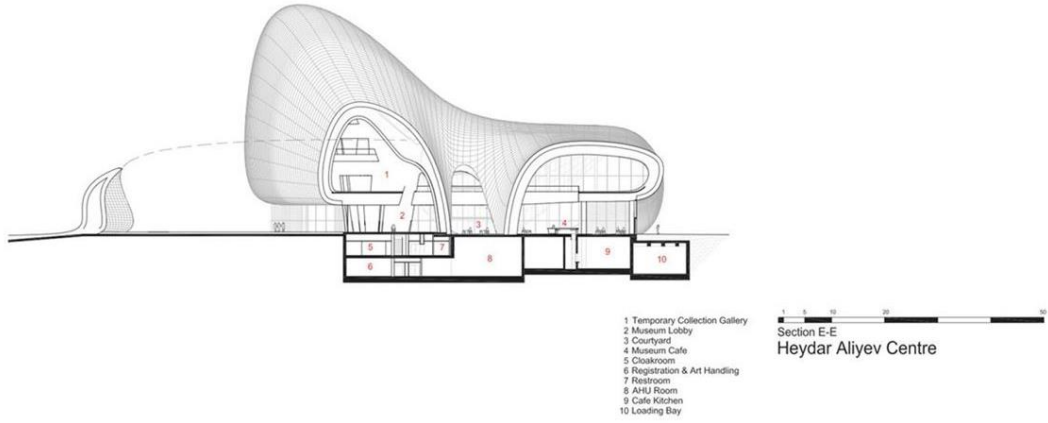 1
2
3
4
5
7
6
8
9
10
1 Temporary Collection Gallery
2 Museum Lobby
3 Courtyard
4 Museum Cafe
5 Cloakroom
6 Registration & Art Handling
7 Restroom
8 AHU Room
9 Cafe Kitchen
10 Loading Bay
1 5 10 20 50
Section E-E
Heydar Aliyev Centre